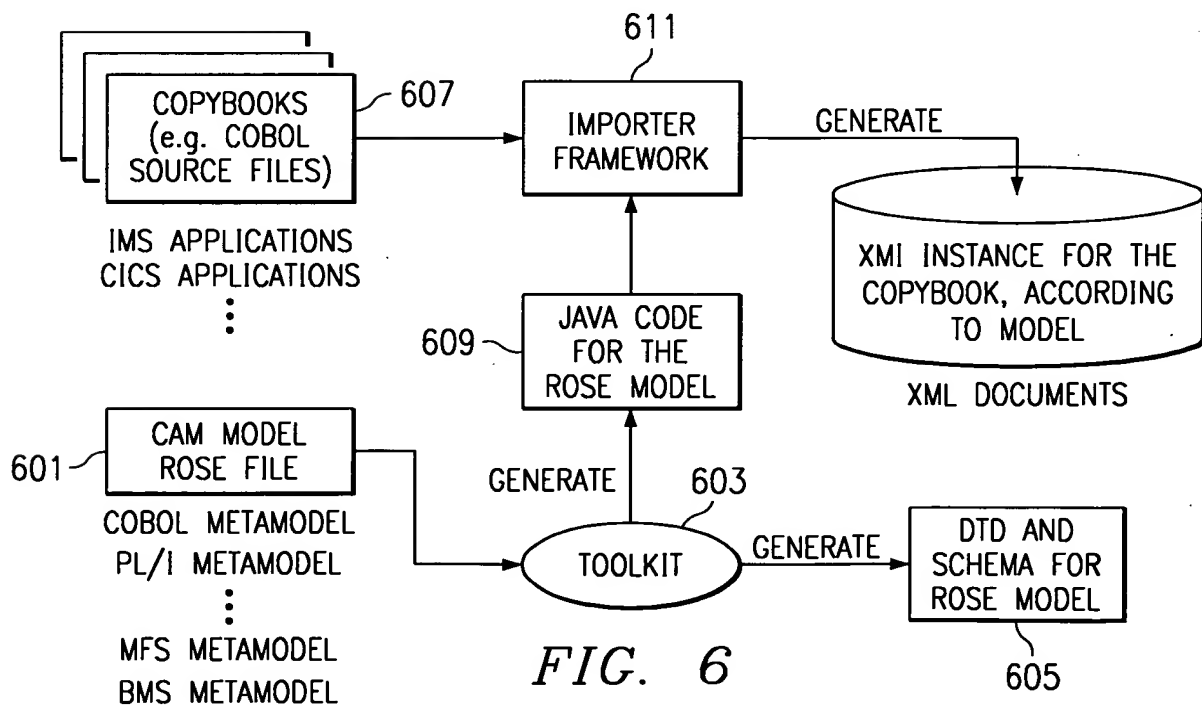 COPYBOOKS
(e.g. COBOL
SOURCE FILES)
607
IMS APPLICATIONS
CICS APPLICATIONS
611
IMPORTER
FRAMEWORK
GENERATE
XMI INSTANCE FOR THE
COPYBOOK, ACCORDING
TO MODEL
XML DOCUMENTS
609
JAVA CODE
FOR THE
ROSE MODEL
601
CAM MODEL
ROSE FILE
COBOL METAMODEL
PL/I METAMODEL
MFS METAMODEL
BMS METAMODEL
GENERATE
603
TOOLKIT
GENERATE
DTD AND
SCHEMA FOR
ROSE MODEL
605
FIG. 6